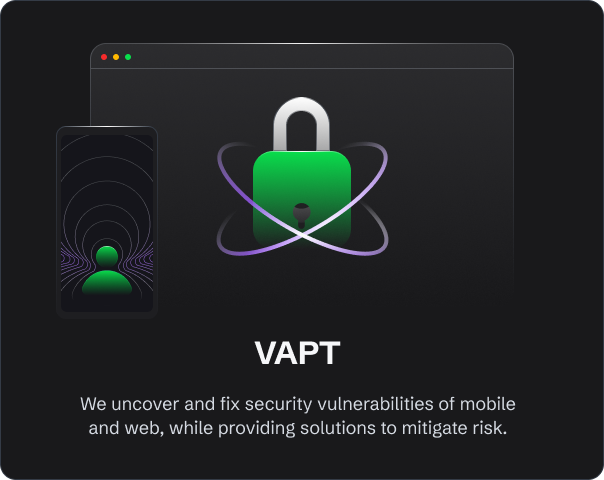 VAPT
We uncover and fix security vulnerabilities of mobile
and web, while providing solutions to mitigate risk.